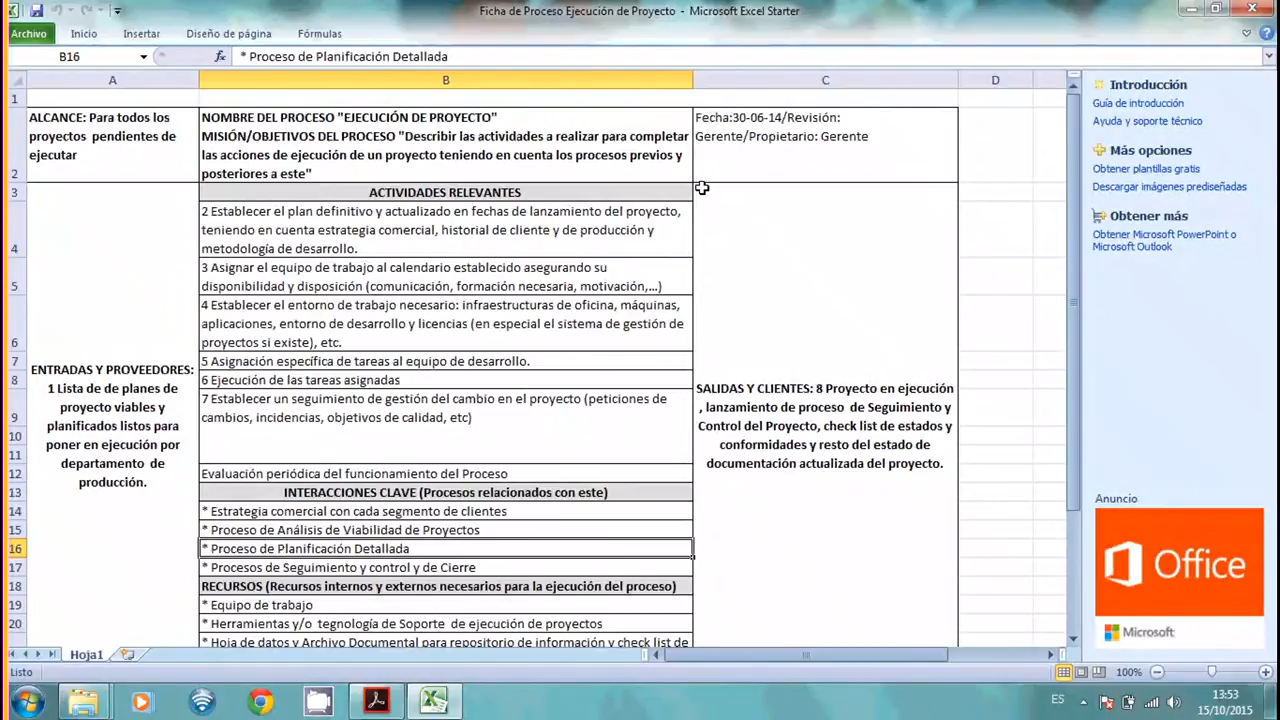 Ficha de Proceso Ejecución de Proyecto - Microsoft Excel Starter
Archivo Inicio Insertar Diseño de página Fórmulas
B16 fx * Proceso de Planificación Detallada
A B C D
1
ALCANCE: Para todos los
proyectos pendientes de
ejecutar
2
NOMBRE DEL PROCESO "EJECUCIÓN DE PROYECTO"
MISIÓN/OBJETIVOS DEL PROCESO "Describir las actividades a realizar para completar
las acciones de ejecución de un proyecto teniendo en cuenta los procesos previos y
posteriores a este"
Fecha:30-06-14/Revisión:
Gerente/Propietario: Gerente
3 ACTIVIDADES RELEVANTES
2 Establecer el plan definitivo y actualizado en fechas de lanzamiento del proyecto,
teniendo en cuenta estrategia comercial, historial de cliente y de producción y
4 metodología de desarrollo.
3 Asignar el equipo de trabajo al calendario establecido asegurando su
5 disponibilidad y disposición (comunicación, formación necesaria, motivación,...)
4 Establecer el entorno de trabajo necesario: infraestructuras de oficina, máquinas,
aplicaciones, entorno de desarrollo y licencias (en especial el sistema de gestión de
6 proyectos si existe), etc.
7 5 Asignación específica de tareas al equipo de desarrollo.
8 6 Ejecución de las tareas asignadas
7 Establecer un seguimiento de gestión del cambio en el proyecto (peticiones de
9 cambios, incidencias, objetivos de calidad, etc)
10
11
12 Evaluación periódica del funcionamiento del Proceso
13 INTERACCIONES CLAVE (Procesos relacionados con este)
14 * Estrategia comercial con cada segmento de clientes
15 * Proceso de Análisis de Viabilidad de Proyectos
16 * Proceso de Planificación Detallada
17 * Procesos de Seguimiento y control y de Cierre
18 RECURSOS (Recursos internos y externos necesarios para la ejecución del proceso)
19 * Equipo de trabajo
20 * Herramientas y/o tegnología de Soporte de ejecución de proyectos
* Hoja de datos y Archivo Documental para repositorio de información y check list de
ENTRADAS Y PROVEEDORES:
1 Lista de de planes de
proyecto viables y
planificados listos para
poner en ejecución por
departamento de
producción.
SALIDAS Y CLIENTES: 8 Proyecto en ejecución
, lanzamiento de proceso de Seguimiento y
Control del Proyecto, check list de estados y
conformidades y resto del estado de
documentación actualizada del proyecto.
Introducción
Guía de introducción
Ayuda y soporte técnico
Más opciones
Obtener plantillas gratis
Descargar imágenes prediseñadas
Obtener más
Obtener Microsoft PowerPoint o
Microsoft Outlook
Anuncio
Office
Microsoft
Hoja1
Listo 100%
ES 13:53
15/10/2015